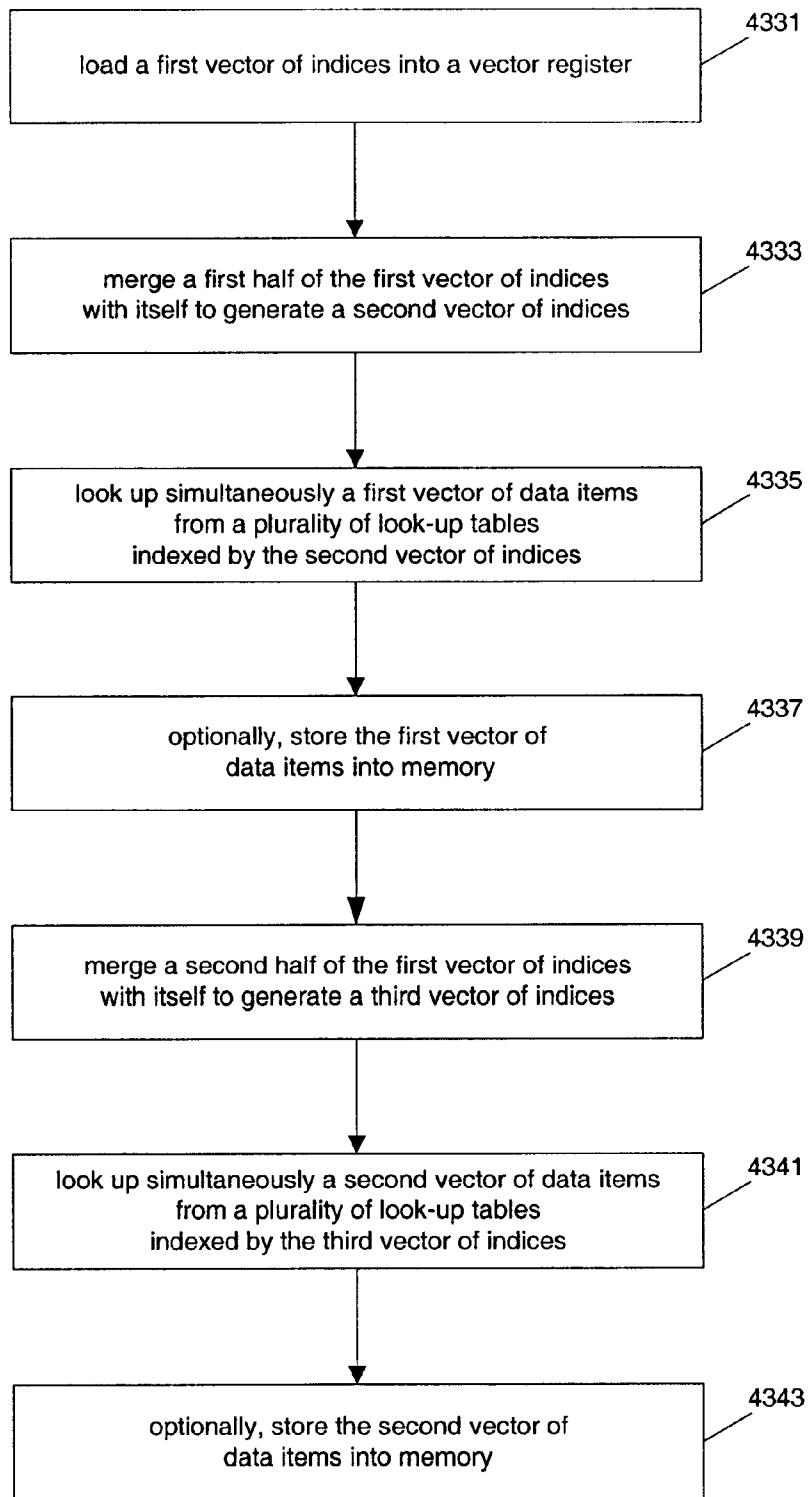 4331
load a first vector of indices into a vector register
4333
merge a first half of the first vector of indices
with itself to generate a second vector of indices
4335
look up simultaneously a first vector of data items
from a plurality of look-up tables
indexed by the second vector of indices
4337
optionally, store the first vector of
data items into memory
4339
merge a second half of the first vector of indices
with itself to generate a third vector of indices
4341
look up simultaneously a second vector of data items
from a plurality of look-up tables
indexed by the third vector of indices
4343
optionally, store the second vector of
data items into memory